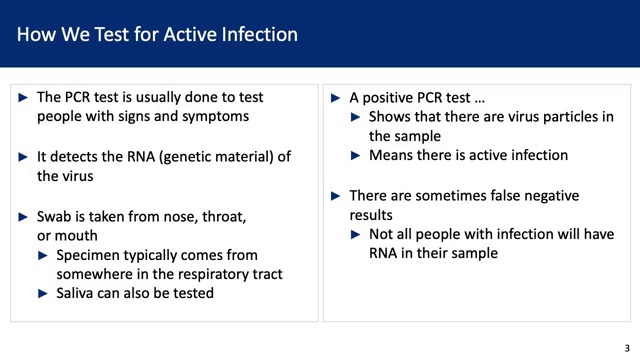 How We Test for Active Infection
► The PCR test is usually done to test
people with signs and symptoms
► It detects the RNA (genetic material) of
the virus
► Swab is taken from nose, throat,
or mouth
► Specimen typically comes from
somewhere in the respiratory tract
► Saliva can also be tested
► A positive PCR test …
► Shows that there are virus particles in
the sample
► Means there is active infection
► There are sometimes false negative
results
► Not all people with infection will have
RNA in their sample
3